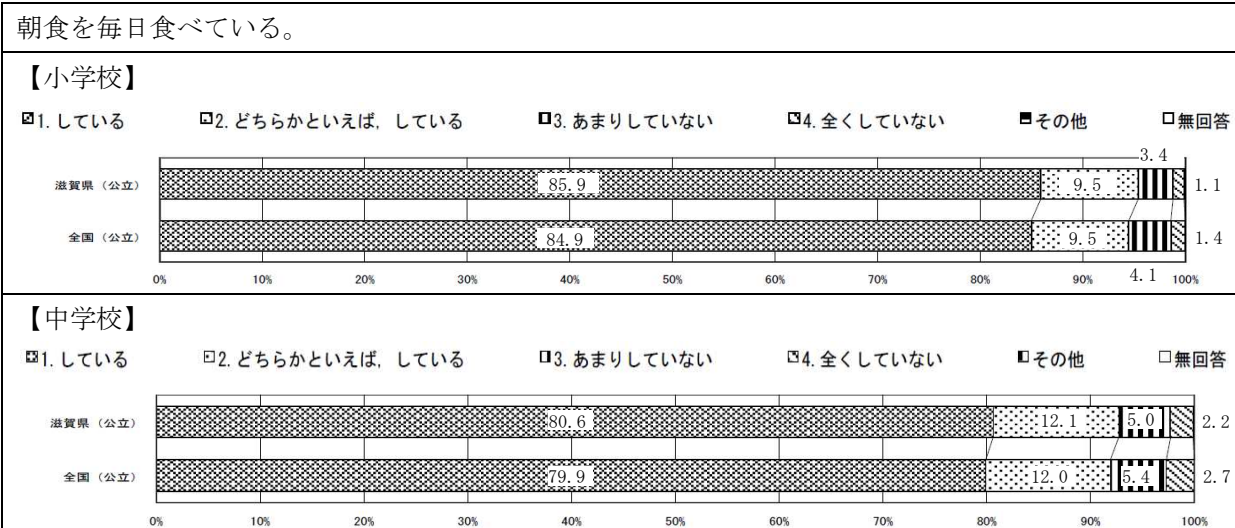 朝食を毎日食べている。
【小学校】
1.している 2.どちらかといえば，している 3.あまりしていない 4.全くしていない その他 無回答
3.4
滋賀県（公立） 85.9 9.5 1.1
全国（公立） 84.9 9.5 1.4
0% 10% 20% 30% 40% 50% 60% 70% 80% 90% 4.1 100%
【中学校】
1.している 2.どちらかといえば，している 3.あまりしていない 4.全くしていない その他 無回答
滋賀県（公立） 80.6 12.1 5.0 2.2
全国（公立） 79.9 12.0 5.4 2.7
0% 10% 20% 30% 40% 50% 60% 70% 80% 90% 100%